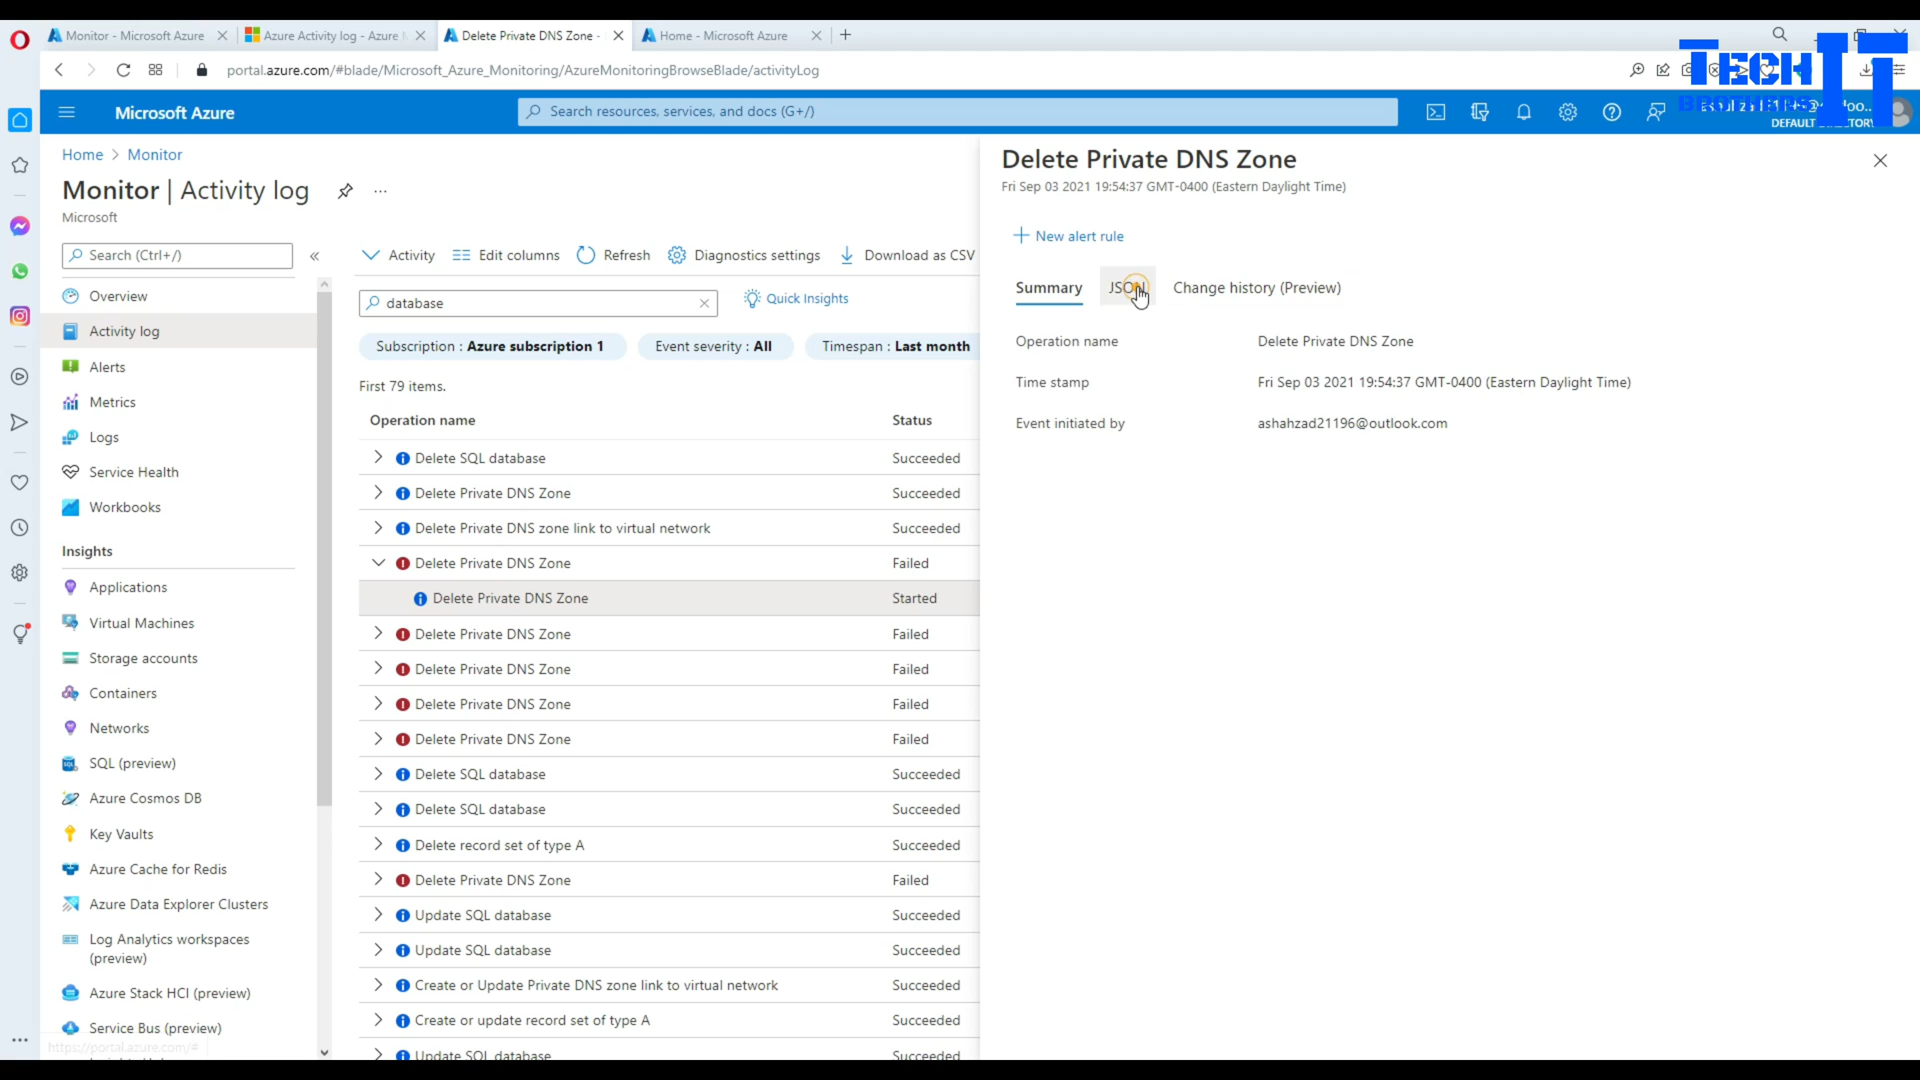 Monitor - Microsoft Azure
Azure Activity log - Azure
Delete Private DNS Zone -
Home - Microsoft Azure
portal.azure.com/#blade/Microsoft_Azure_Monitoring/AzureMonitoringBrowseBlade/activityLog
TECH IT
BROTHERS
Microsoft Azure
Search resources, services, and docs (G+/)
DEFAULT DIRECTORY
Home > Monitor
Monitor | Activity log
...
Microsoft
Search (Ctrl+/)
«
Overview
Activity log
Alerts
Metrics
Logs
Service Health
Workbooks
Insights
Applications
Virtual Machines
Storage accounts
Containers
Networks
SQL (preview)
Azure Cosmos DB
Key Vaults
Azure Cache for Redis
Azure Data Explorer Clusters
Log Analytics workspaces
(preview)
Azure Stack HCI (preview)
Service Bus (preview)
https://portal.azure.com/#
Activity
Edit columns
Refresh
Diagnostics settings
Download as CSV
database
Quick Insights
Subscription : Azure subscription 1
Event severity : All
Timespan : Last month
First 79 items.
Operation name Status
Delete SQL database Succeeded
Delete Private DNS Zone Succeeded
Delete Private DNS zone link to virtual network Succeeded
Delete Private DNS Zone Failed
Delete Private DNS Zone Started
Delete Private DNS Zone Failed
Delete Private DNS Zone Failed
Delete Private DNS Zone Failed
Delete Private DNS Zone Failed
Delete SQL database Succeeded
Delete SQL database Succeeded
Delete record set of type A Succeeded
Delete Private DNS Zone Failed
Update SQL database Succeeded
Update SQL database Succeeded
Create or Update Private DNS zone link to virtual network Succeeded
Create or update record set of type A Succeeded
Update SQL database Succeeded
Delete Private DNS Zone
Fri Sep 03 2021 19:54:37 GMT-0400 (Eastern Daylight Time)
New alert rule
Summary
JSON
Change history (Preview)
Operation name Delete Private DNS Zone
Time stamp Fri Sep 03 2021 19:54:37 GMT-0400 (Eastern Daylight Time)
Event initiated by ashahzad21196@outlook.com